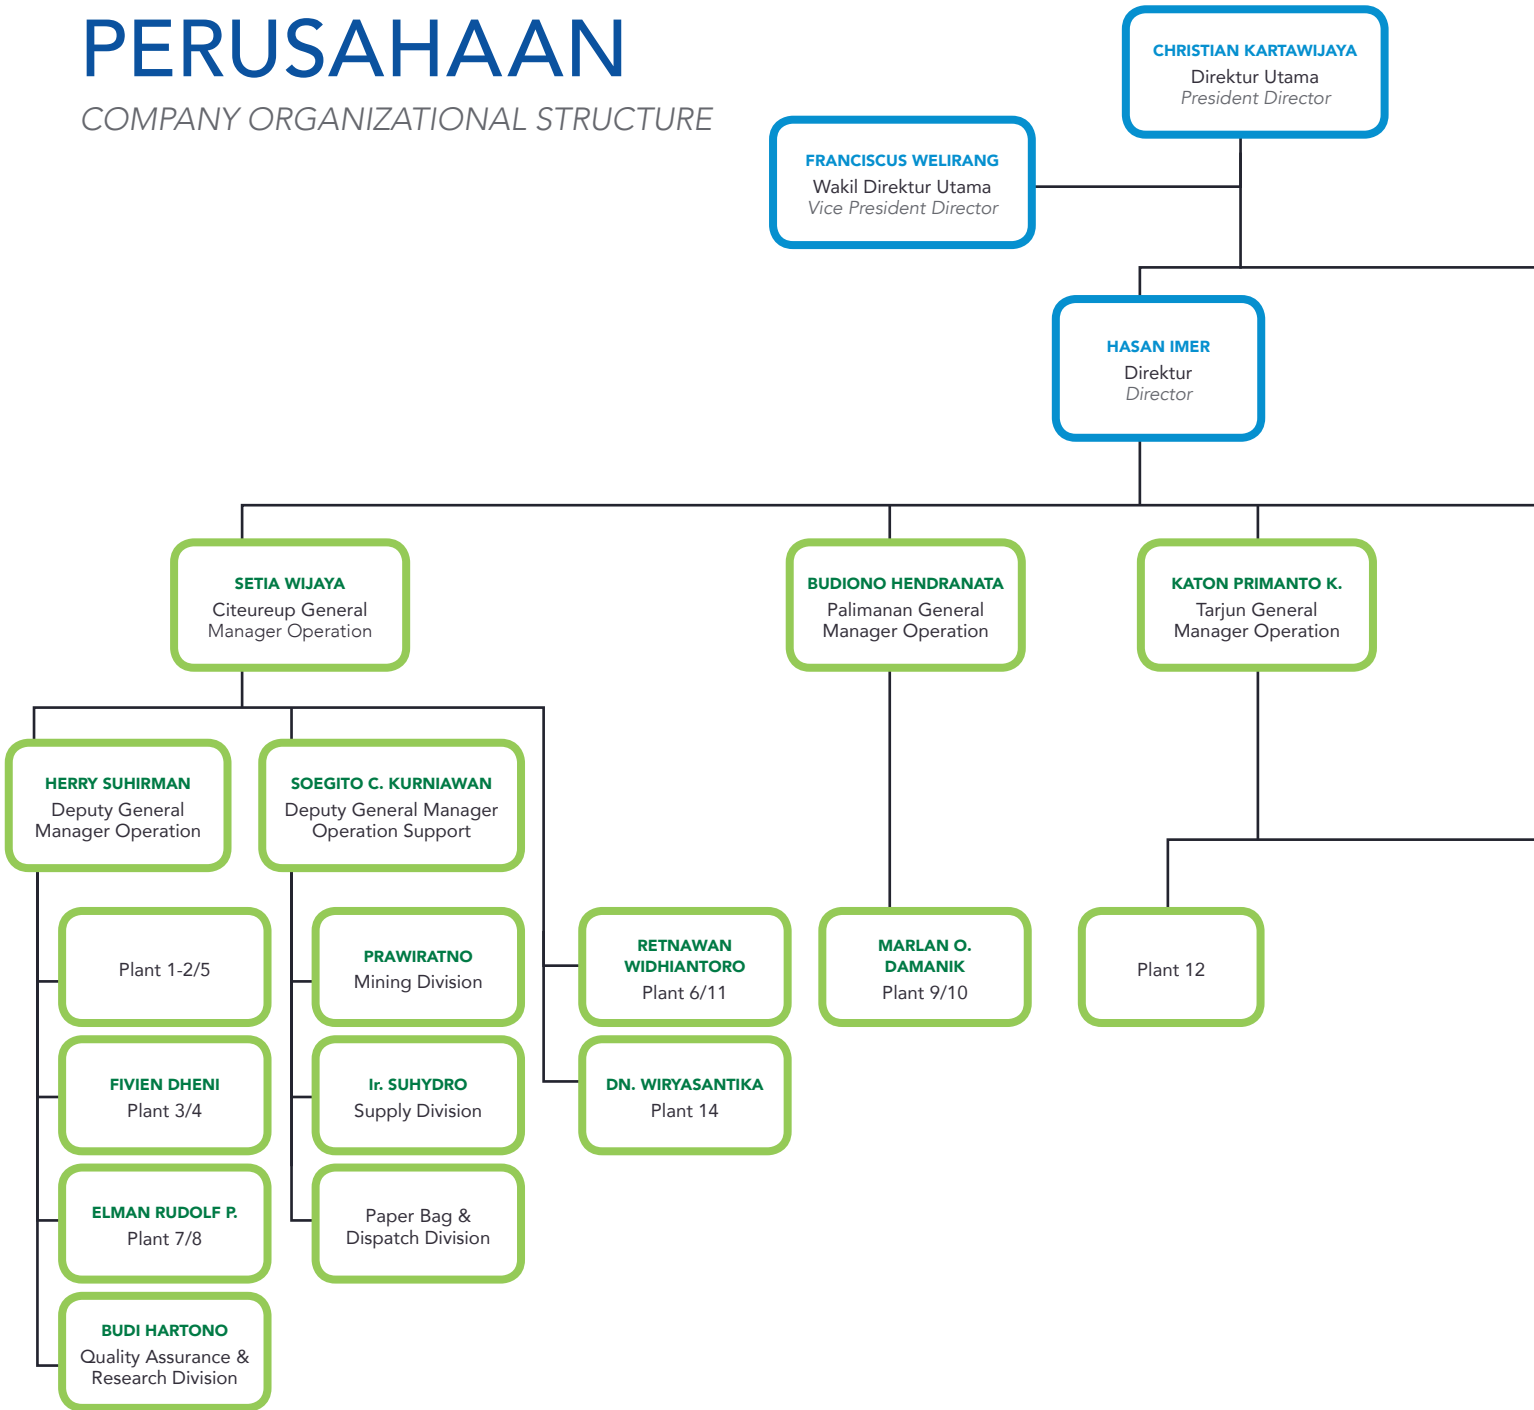 PERUSAHAAN
COMPANY ORGANIZATIONAL STRUCTURE
CHRISTIAN KARTAWIJAYA
Direktur Utama
President Director
FRANCISCUS WELIRANG
Wakil Direktur Utama
Vice President Director
HASAN IMER
Direktur
Director
SETIA WIJAYA
Citeureup General
Manager Operation
BUDIONO HENDRANATA
Palimanan General
Manager Operation
KATON PRIMANTO K.
Tarjun General
Manager Operation
HERRY SUHIRMAN
Deputy General
Manager Operation
SOEGITO C. KURNIAWAN
Deputy General Manager
Operation Support
Plant 1-2/5
PRAWIRATNO
Mining Division
RETNAWAN
WIDHIANTORO
Plant 6/11
MARLAN O.
DAMANIK
Plant 9/10
Plant 12
FIVIEN DHENI
Plant 3/4
Ir. SUHYDRO
Supply Division
DN. WIRYASANTIKA
Plant 14
ELMAN RUDOLF P.
Plant 7/8
Paper Bag &
Dispatch Division
BUDI HARTONO
Quality Assurance &
Research Division